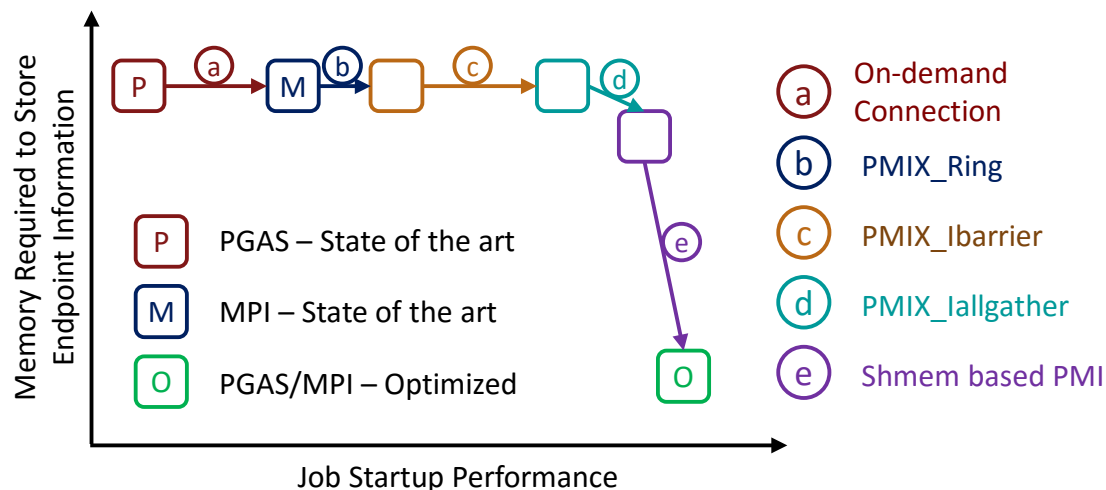 Memory Required to Store
Endpoint Information
P
a
M
b
c
d
e
O
P PGAS – State of the art
M MPI – State of the art
O PGAS/MPI – Optimized
a On-demand
Connection
b PMIX_Ring
c PMIX_Ibarrier
d PMIX_Iallgather
e Shmem based PMI
Job Startup Performance